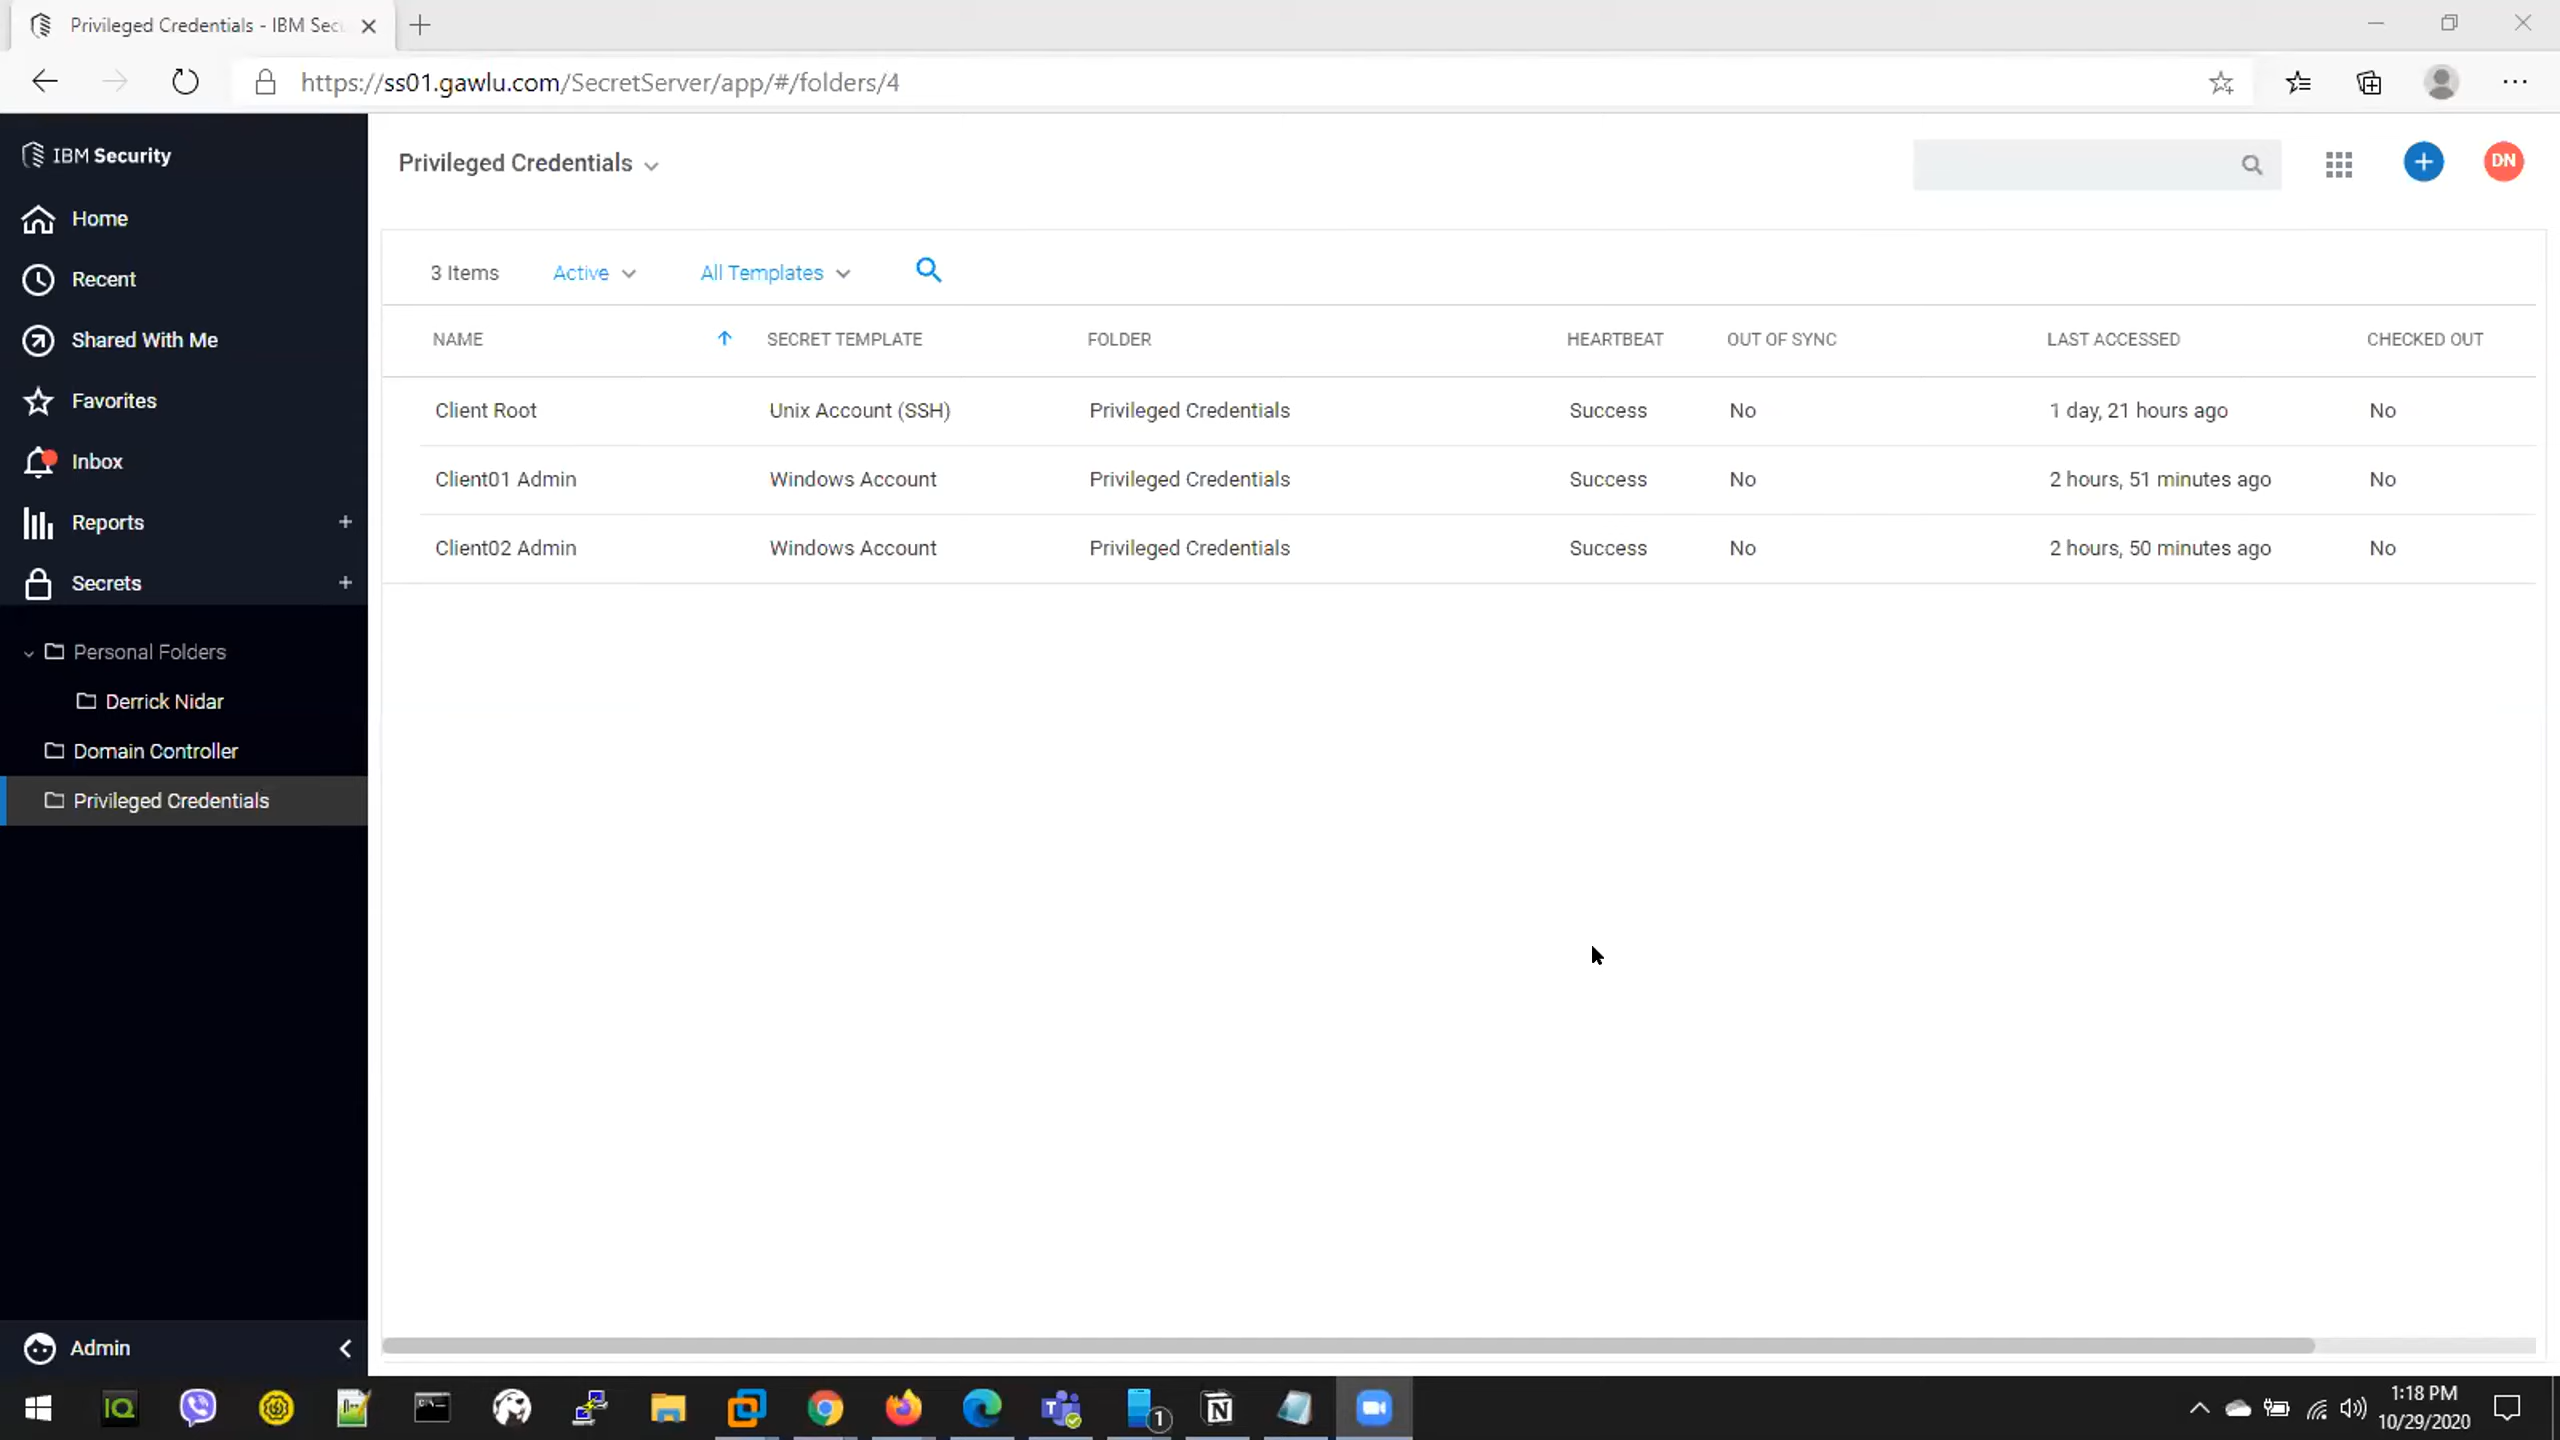 Privileged Credentials - IBM Sec
https://ss01.gawlu.com/SecretServer/app/#/folders/4
IBM Security
Privileged Credentials
DN
Home
Recent
Shared With Me
Favorites
Inbox
Reports +
Secrets +
Personal Folders
Derrick Nidar
Domain Controller
Privileged Credentials
Admin
3 Items Active All Templates
NAME SECRET TEMPLATE FOLDER HEARTBEAT OUT OF SYNC LAST ACCESSED CHECKED OUT
Client Root Unix Account (SSH) Privileged Credentials Success No 1 day, 21 hours ago No
Client01 Admin Windows Account Privileged Credentials Success No 2 hours, 51 minutes ago No
Client02 Admin Windows Account Privileged Credentials Success No 2 hours, 50 minutes ago No
IQ
1
1:18 PM
10/29/2020